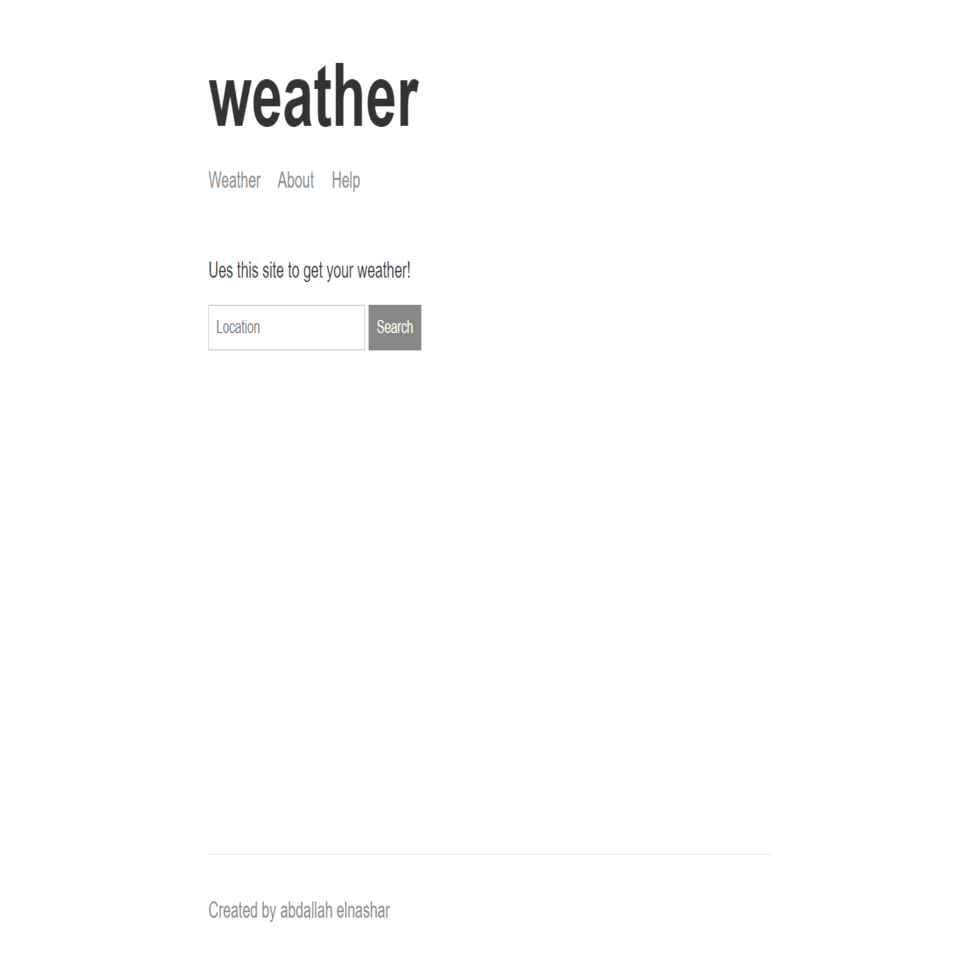 weather
Weather About Help
Ues this site to get your weather!
Location Search
Created by abdallah elnashar